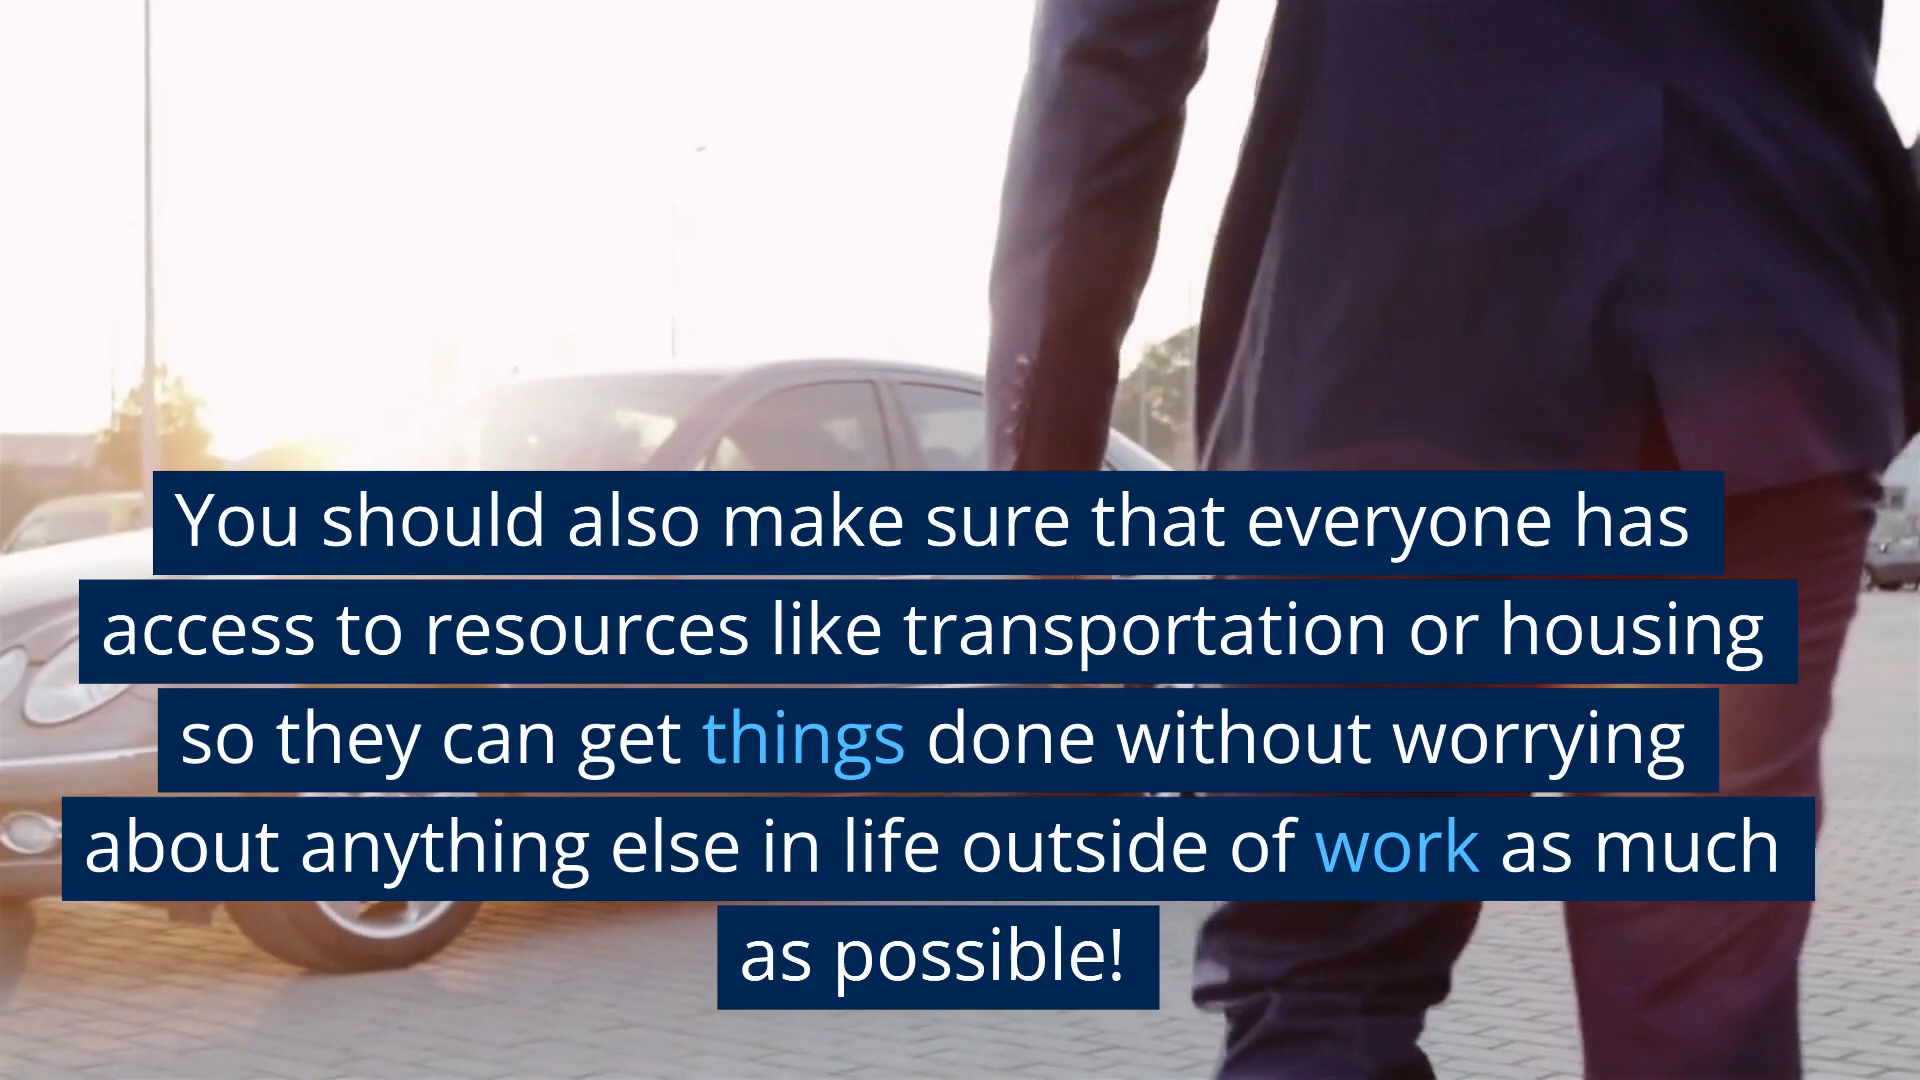 You should also make sure that everyone has
access to resources like transportation or housing
so they can get things done without worrying
about anything else in life outside of work as much
as possible!